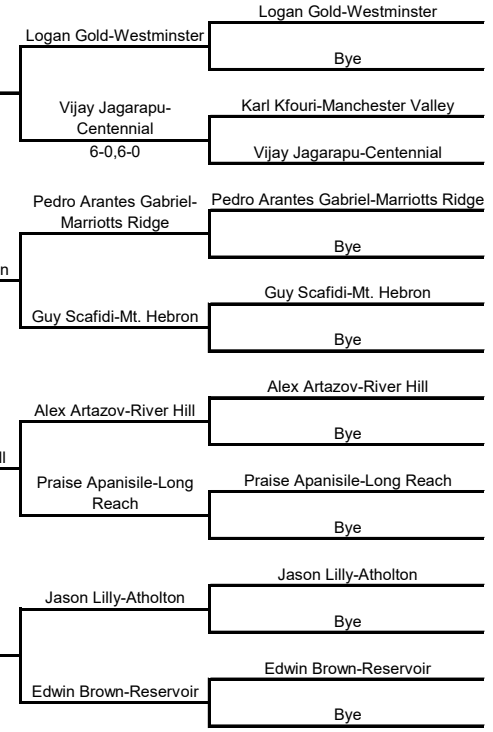 Logan Gold-Westminster
Logan Gold-Westminster
Bye
Vijay Jagarapu-
Centennial
6-0,6-0
Karl Kfouri-Manchester Valley
Vijay Jagarapu-Centennial
Pedro Arantes Gabriel-
Marriotts Ridge
Pedro Arantes Gabriel-Marriotts Ridge
Bye
n
Guy Scafidi-Mt. Hebron
Guy Scafidi-Mt. Hebron
Bye
Alex Artazov-River Hill
Alex Artazov-River Hill
Bye
ll
Praise Apanisile-Long
Reach
Praise Apanisile-Long Reach
Bye
Jason Lilly-Atholton
Jason Lilly-Atholton
Bye
Edwin Brown-Reservoir
Edwin Brown-Reservoir
Bye